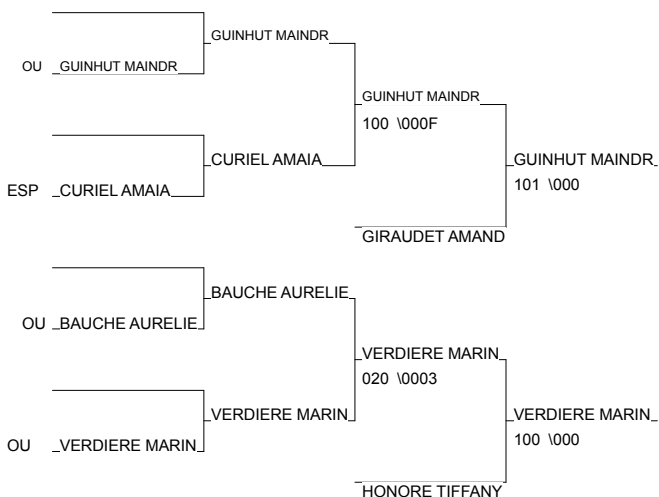 GUINHUT MAINDR
OU GUINHUT MAINDR
GUINHUT MAINDR
100 \000F
CURIEL AMAIA
GUINHUT MAINDR
101 \000
ESP CURIEL AMAIA
GIRAUDET AMAND
BAUCHE AURELIE
OU BAUCHE AURELIE
VERDIERE MARIN
020 \0003
VERDIERE MARIN
VERDIERE MARIN
100 \000
OU VERDIERE MARIN
HONORE TIFFANY